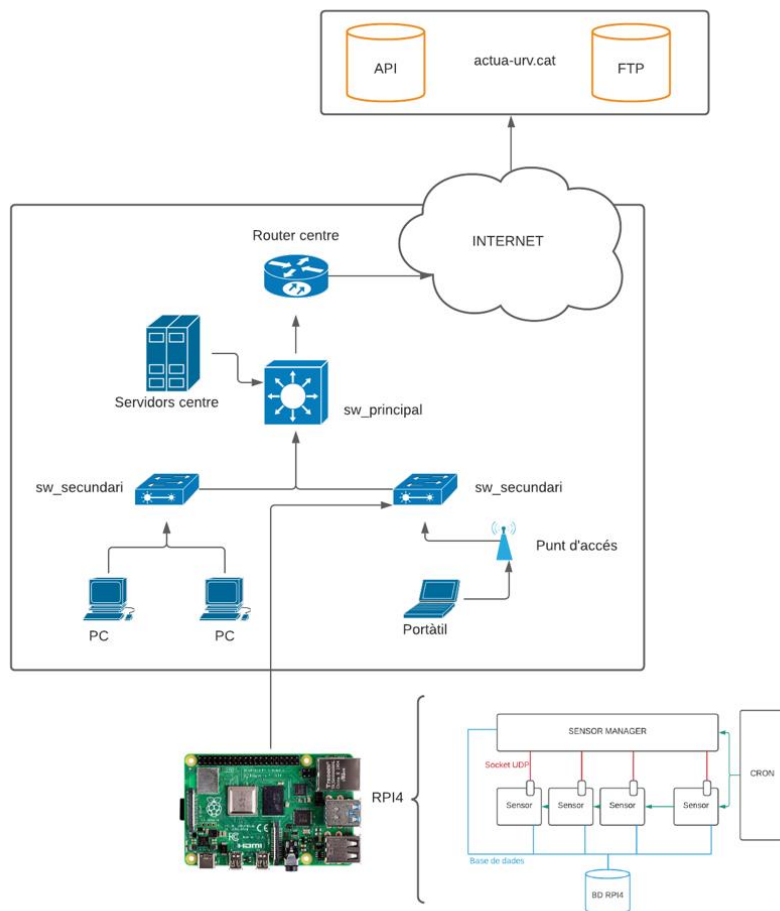 API
actua-urv.cat
FTP
INTERNET
Router centre
Servidors centre
sw_principal
sw_secundari
sw_secundari
Punt d'accés
PC
PC
Portàtil
RPI4
SENSOR MANAGER
Socket UDP
CRON
Sensor
Sensor
Sensor
Sensor
Base de dades
BD RPI4
HDMI